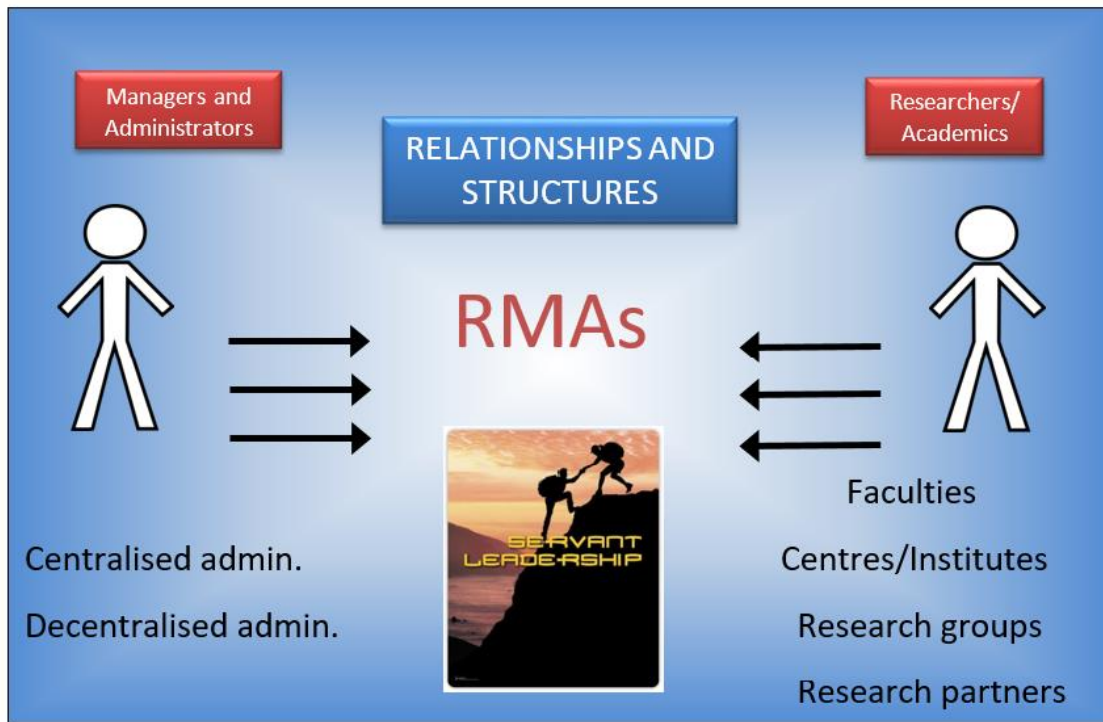 Managers and
Administrators
RELATIONSHIPS AND
STRUCTURES
Researchers/
Academics
RMAs
SERVANT
LEADERSHIP
Centralised admin.
Decentralised admin.
Faculties
Centres/Institutes
Research groups
Research partners